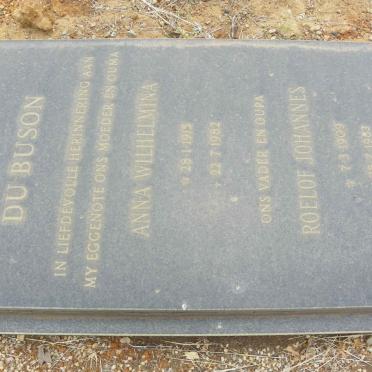 DU BUSON
IN LIEFDEVOLLE HERINNERING AAN
MY EGGENOTE ONS MOEDER EN OUMA
ANNA WILHELMINA
* 28·1·1915
† 22·7·1982
ONS VADER EN OUPA
ROELOF JOHANNES
* 7·3·1909